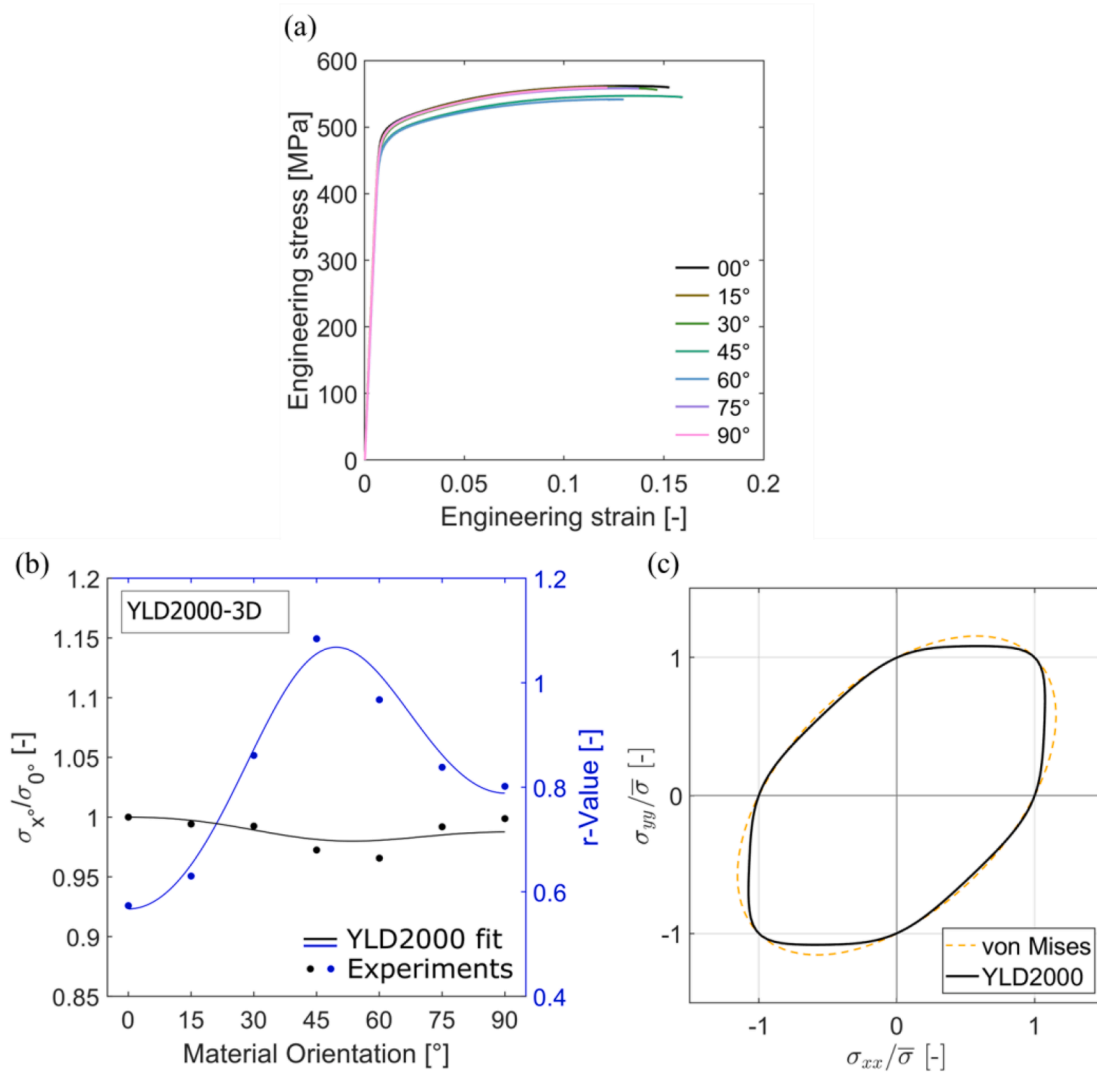 (a)
600
500
400
300
200
100
0
Engineering stress [MPa]
00°
15°
30°
45°
60°
75°
90°
0 0.05 0.1 0.15 0.2
Engineering strain [-]
(b)
1.2
1.15
1.1
1.05
1
0.95
0.9
0.85
σx°/σ0° [-]
YLD2000-3D
1.2
1
0.8
0.6
0.4
r-Value [-]
YLD2000 fit
Experiments
0 15 30 45 60 75 90
Material Orientation [°]
(c)
1
0
-1
σyy/σ̅ [-]
von Mises
YLD2000
-1 0 1
σxx/σ̅ [-]